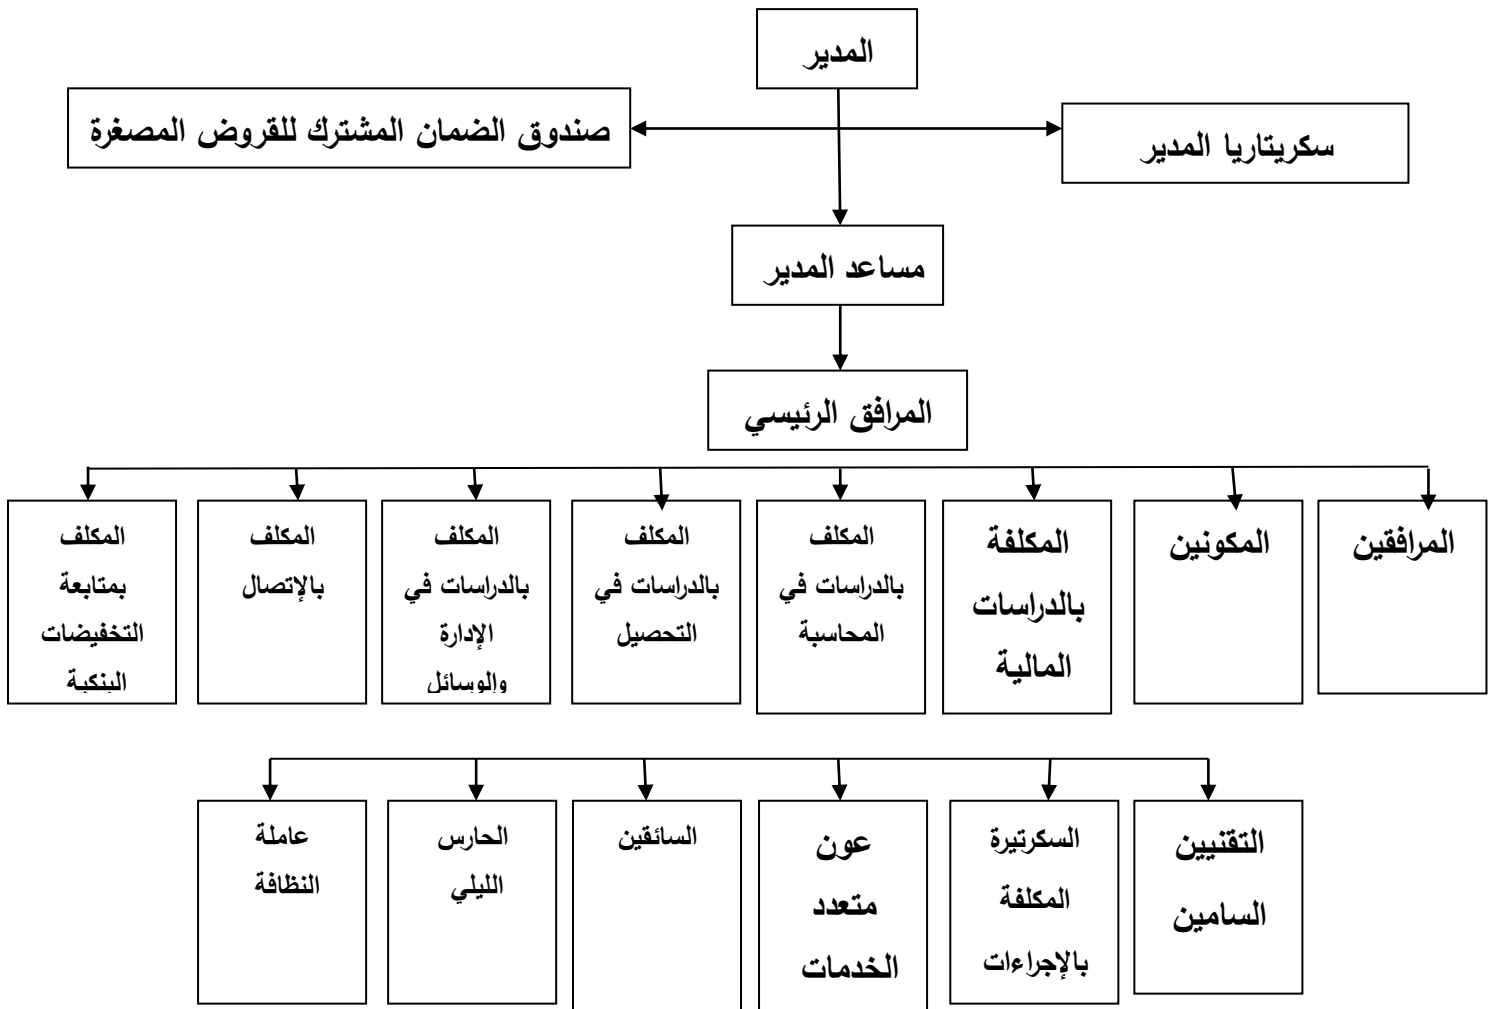 المدير
سكريتاريا المدير
صندوق الضمان المشترك للقروض المصغرة
مساعد المدير
المرافق الرئيسي
المرافقين
المكونين
المكلفة
بالدراسات
المالية
المكلف
بالدراسات في
المحاسبة
المكلف
بالدراسات في
التحصيل
المكلف
بالدراسات في
الإدارة
والوسائل
المكلف
بالإتصال
المكلف
بمتابعة
التخفيضات
البنكية
التقنيين
السامين
السكرتيرة
المكلفة
بالإجراءات
عون
متعدد
الخدمات
السائقين
الحارس
الليلي
عاملة
النظافة